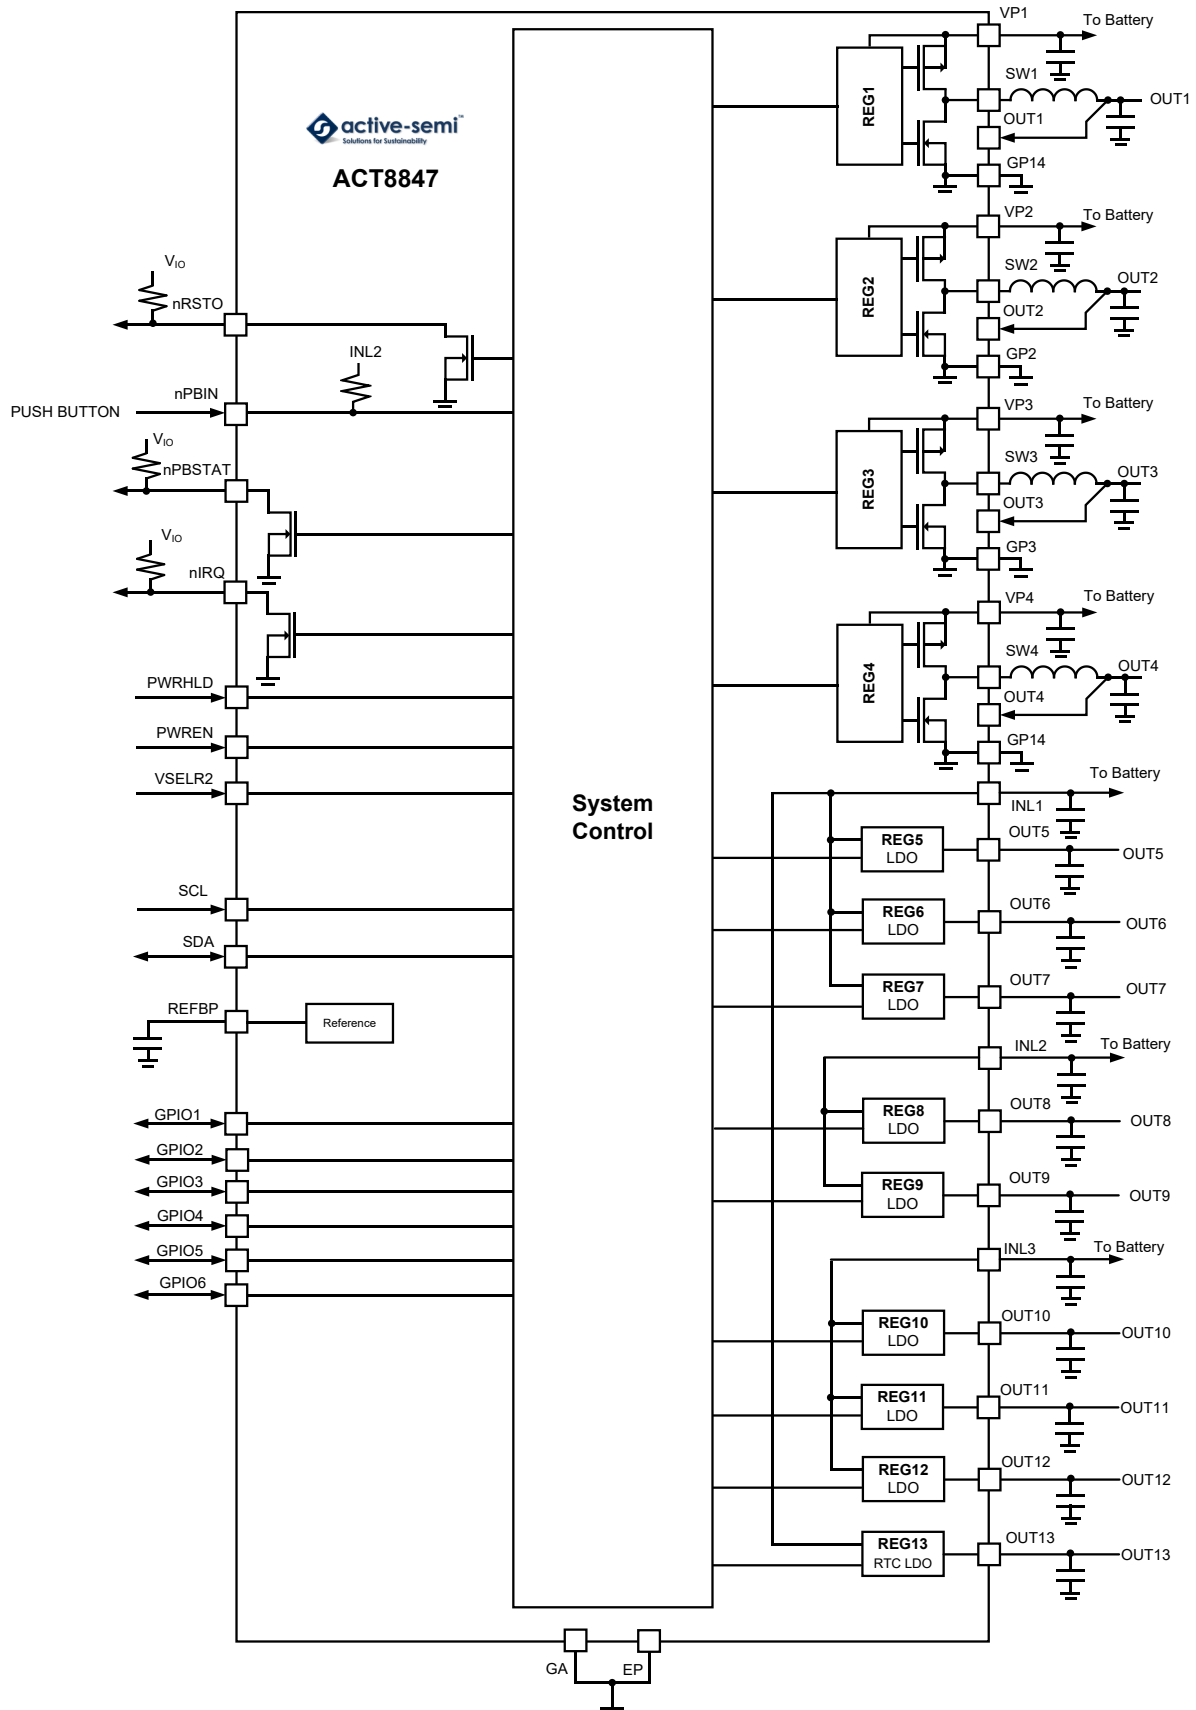 active-semi™
Solutions for Sustainability
ACT8847
VIO
nRSTO
INL2
nPBIN
PUSH BUTTON
VIO
nPBSTAT
VIO
nIRQ
PWRHLD
PWREN
VSELR2
SCL
SDA
REFBP
Reference
GPIO1
GPIO2
GPIO3
GPIO4
GPIO5
GPIO6
System
Control
REG1
VP1
To Battery
SW1
OUT1
OUT1
GP14
REG2
VP2
To Battery
SW2
OUT2
OUT2
GP2
REG3
VP3
To Battery
SW3
OUT3
OUT3
GP3
REG4
VP4
To Battery
SW4
OUT4
OUT4
GP14
To Battery
INL1
REG5
LDO
OUT5
OUT5
REG6
LDO
OUT6
OUT6
REG7
LDO
OUT7
OUT7
INL2
To Battery
REG8
LDO
OUT8
OUT8
REG9
LDO
OUT9
OUT9
INL3
To Battery
REG10
LDO
OUT10
OUT10
REG11
LDO
OUT11
OUT11
REG12
LDO
OUT12
OUT12
REG13
RTC LDO
OUT13
OUT13
GA
EP